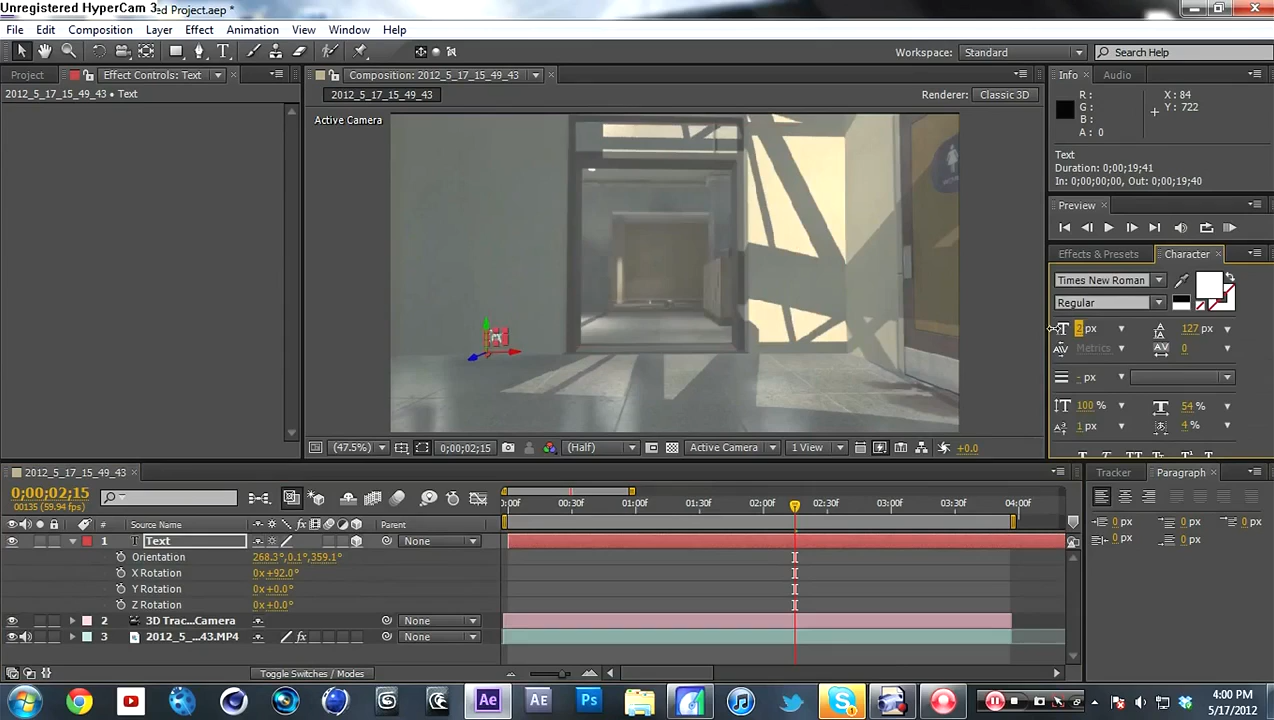 Unregistered HyperCam 3
ed Project.aep *
File Edit Composition Layer Effect Animation View Window Help
Workspace: Standard Search Help
Project Effect Controls: Text Composition: 2012_5_17_15_49_43 Info Audio
2012_5_17_15_49_43 • Text
2012_5_17_15_49_43
Renderer: Classic 3D
Active Camera
R: X: 84
G: Y: 722
B:
A: 0
Text
Duration: 0;00;19;41
In: 0;00;00;00, Out: 0;00;19;40
Preview
Effects & Presets Character
Times New Roman
Regular
2 px 127 px
Metrics 0
- px
100 % 54 %
1 px 4 %
(47.5%) 0;00;02;15 (Half) Active Camera 1 View +0.0
2012_5_17_15_49_43
Tracker Paragraph
0;00;02;15
00135 (59.94 fps)
:00f 00:30f 01:00f 01:30f 02:00f 02:30f 03:00f 03:30f 04:00f
0 px 0 px 0 px
0 px 0 px
# Source Name Parent
1 T Text None
Orientation 268.3°,0.1°,359.1°
X Rotation 0x+92.0°
Y Rotation 0x+0.0°
Z Rotation 0x+0.0°
2 3D Trac...Camera None
3 2012_5_...43.MP4 None
Toggle Switches / Modes
4:00 PM
5/17/2012